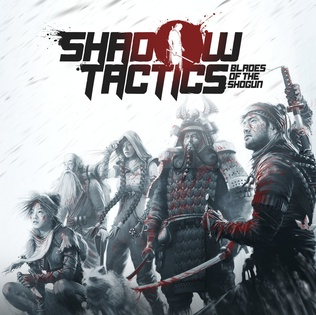 SHADOW
TACTICS
BLADES
OF THE
SHOGUN